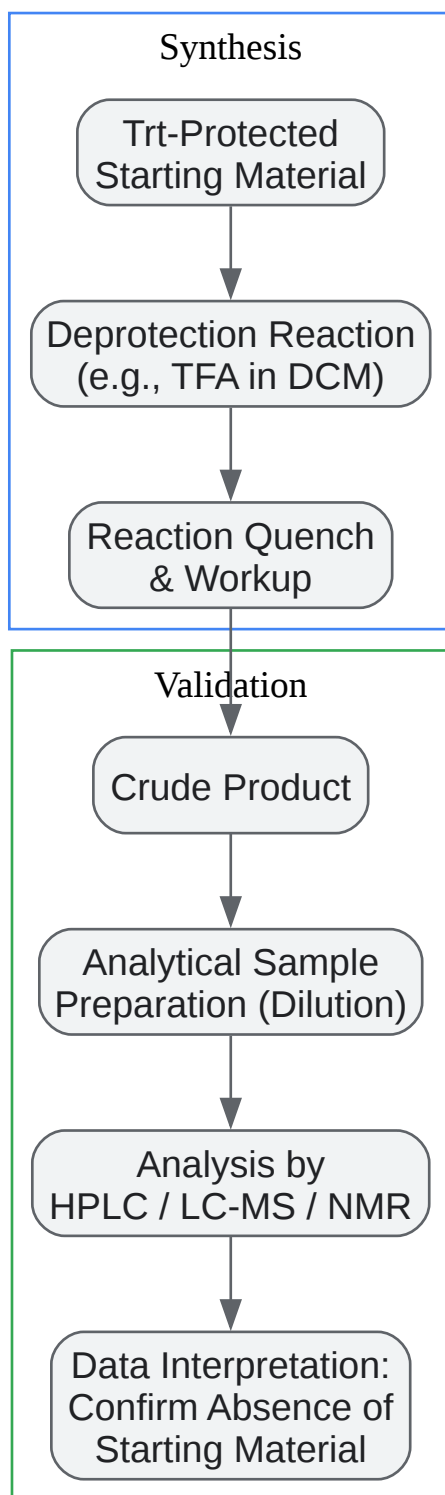 Synthesis
Trt-Protected
Starting Material
Deprotection Reaction
(e.g., TFA in DCM)
Reaction Quench
& Workup
Validation
Crude Product
Analytical Sample
Preparation (Dilution)
Analysis by
HPLC / LC-MS / NMR
Data Interpretation:
Confirm Absence of
Starting Material